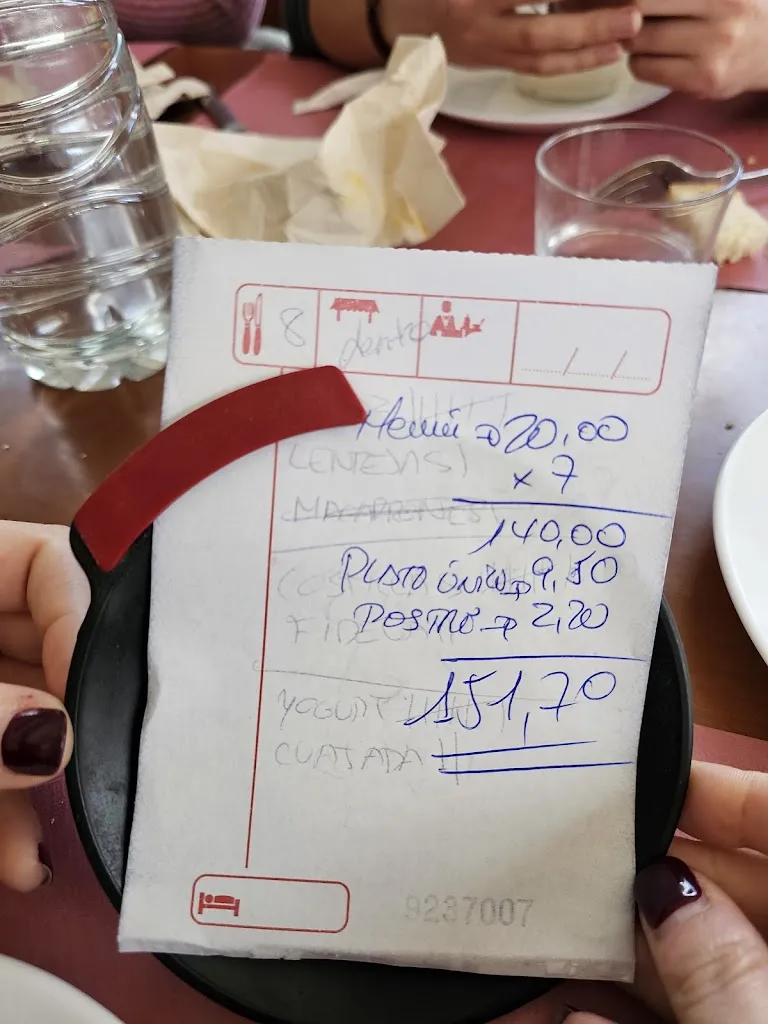 8 dentro
Menú → 20,00
LENTEJAS)
x 7
MACARRONES)
140,00
PLATO único → 9,50
POSTRE → 2,20
FIDEU
151,70
YOGURT
CUAJADA ||
9237007